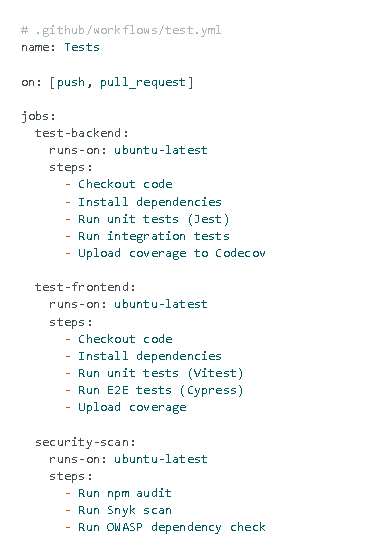 # .github/workflows/test.yml
name: Tests

on: [push, pull_request]

jobs:
  test-backend:
    runs-on: ubuntu-latest
    steps:
      - Checkout code
      - Install dependencies
      - Run unit tests (Jest)
      - Run integration tests
      - Upload coverage to Codecov

  test-frontend:
    runs-on: ubuntu-latest
    steps:
      - Checkout code
      - Install dependencies
      - Run unit tests (Vitest)
      - Run E2E tests (Cypress)
      - Upload coverage

  security-scan:
    runs-on: ubuntu-latest
    steps:
      - Run npm audit
      - Run Snyk scan
      - Run OWASP dependency check